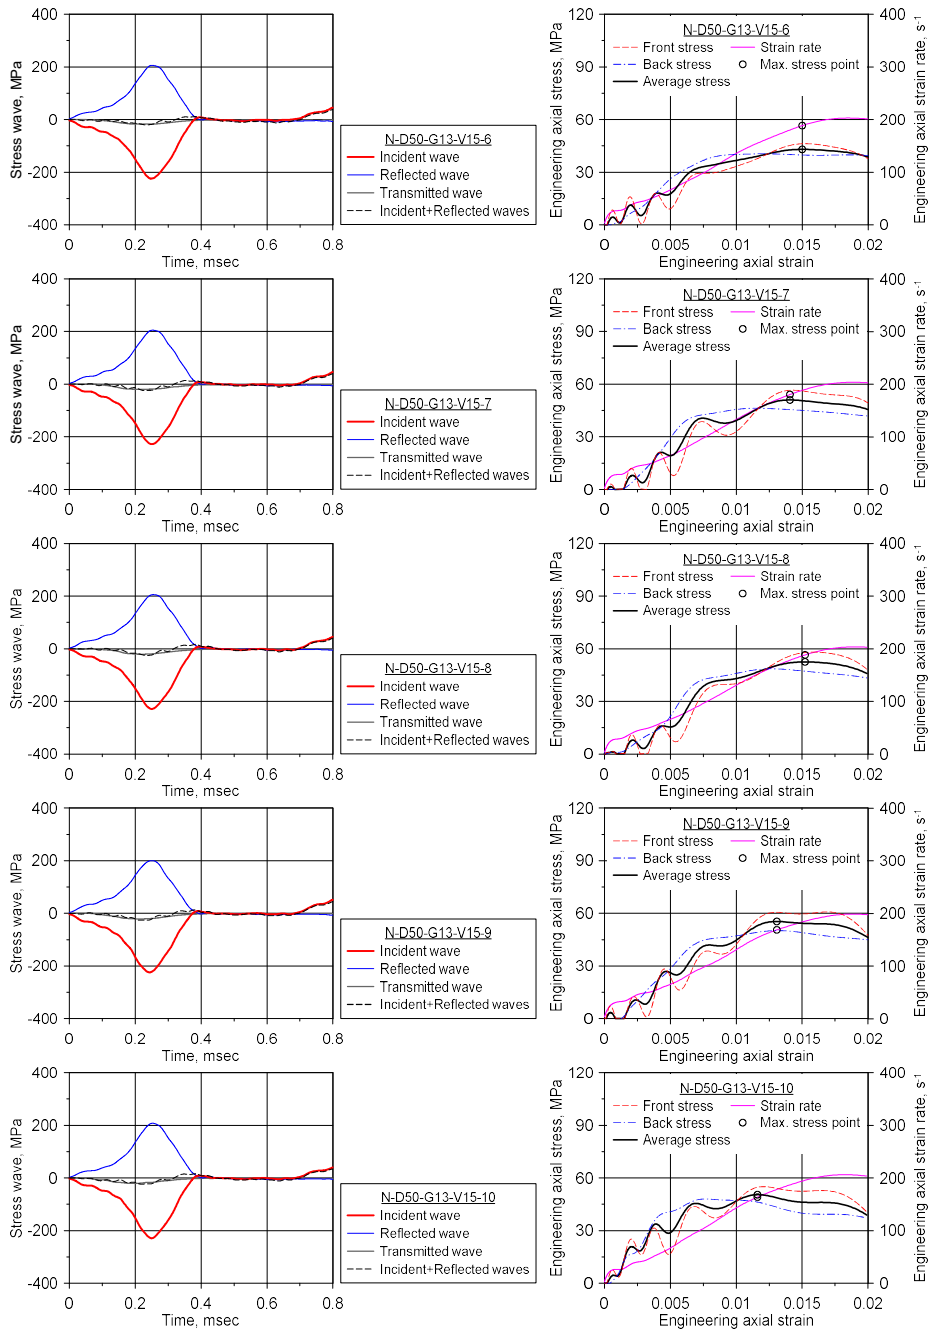 400
200
0
-200
-400
Stress wave, MPa
0 0.2 0.4 0.6 0.8
Time, msec
N-D50-G13-V15-6
Incident wave
Reflected wave
Transmitted wave
Incident+Reflected waves
120
90
60
30
0
Engineering axial stress, MPa
N-D50-G13-V15-6
Front stress Strain rate
Back stress Max. stress point
Average stress
400
300
200
100
0
Engineering axial strain rate, s⁻¹
0 0.005 0.01 0.015 0.02
Engineering axial strain
400
200
0
-200
-400
Stress wave, MPa
0 0.2 0.4 0.6 0.8
Time, msec
N-D50-G13-V15-7
Incident wave
Reflected wave
Transmitted wave
Incident+Reflected waves
120
90
60
30
0
Engineering axial stress, MPa
N-D50-G13-V15-7
Front stress Strain rate
Back stress Max. stress point
Average stress
400
300
200
100
0
Engineering axial strain rate, s⁻¹
0 0.005 0.01 0.015 0.02
Engineering axial strain
400
200
0
-200
-400
Stress wave, MPa
0 0.2 0.4 0.6 0.8
Time, msec
N-D50-G13-V15-8
Incident wave
Reflected wave
Transmitted wave
Incident+Reflected waves
120
90
60
30
0
Engineering axial stress, MPa
N-D50-G13-V15-8
Front stress Strain rate
Back stress Max. stress point
Average stress
400
300
200
100
0
Engineering axial strain rate, s⁻¹
0 0.005 0.01 0.015 0.02
Engineering axial strain
400
200
0
-200
-400
Stress wave, MPa
0 0.2 0.4 0.6 0.8
Time, msec
N-D50-G13-V15-9
Incident wave
Reflected wave
Transmitted wave
Incident+Reflected waves
120
90
60
30
0
Engineering axial stress, MPa
N-D50-G13-V15-9
Front stress Strain rate
Back stress Max. stress point
Average stress
400
300
200
100
0
Engineering axial strain rate, s⁻¹
0 0.005 0.01 0.015 0.02
Engineering axial strain
400
200
0
-200
-400
Stress wave, MPa
0 0.2 0.4 0.6 0.8
Time, msec
N-D50-G13-V15-10
Incident wave
Reflected wave
Transmitted wave
Incident+Reflected waves
120
90
60
30
0
Engineering axial stress, MPa
N-D50-G13-V15-10
Front stress Strain rate
Back stress Max. stress point
Average stress
400
300
200
100
0
Engineering axial strain rate, s⁻¹
0 0.005 0.01 0.015 0.02
Engineering axial strain